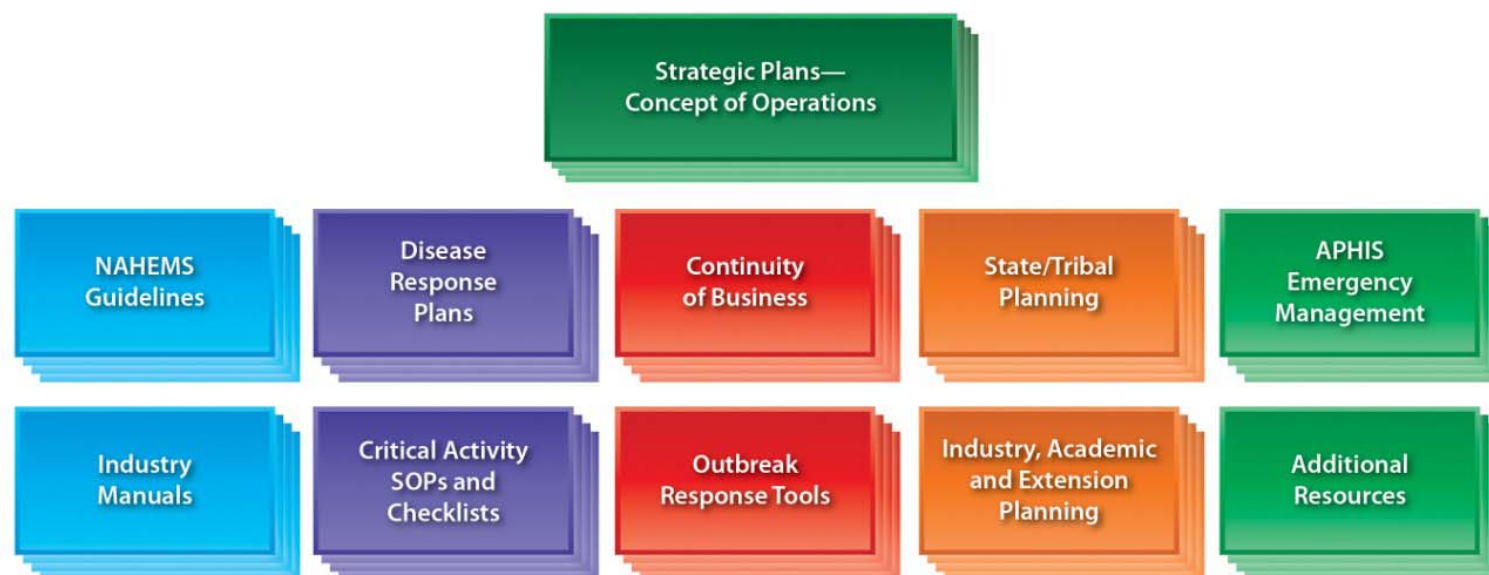 Strategic Plans—
Concept of Operations
NAHEMS
Guidelines
Disease
Response
Plans
Continuity
of Business
State/Tribal
Planning
APHIS
Emergency
Management
Industry
Manuals
Critical Activity
SOPs and
Checklists
Outbreak
Response Tools
Industry, Academic
and Extension
Planning
Additional
Resources